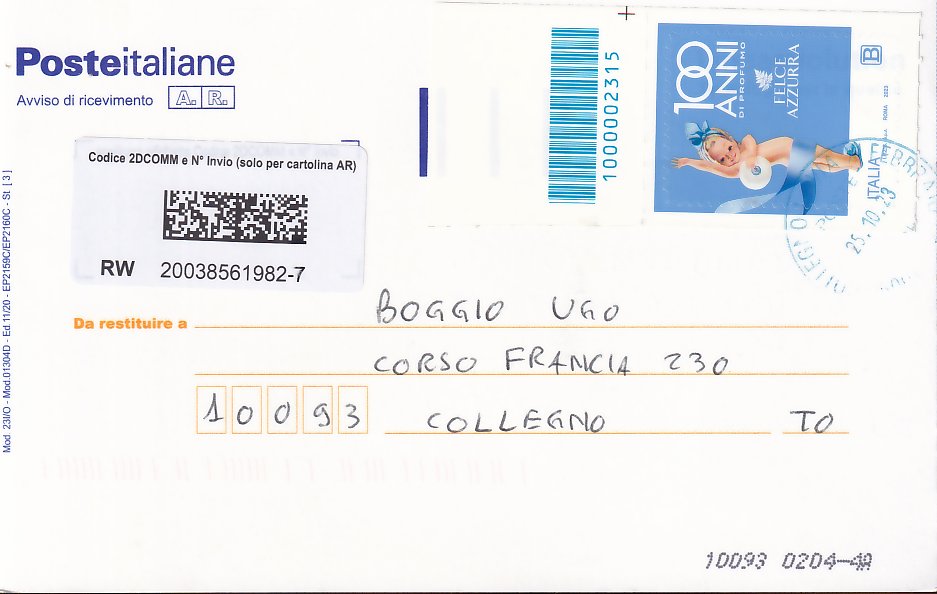 Posteitaliane
Avviso di ricevimento A. R.
Codice 2DCOMM e N° Invio (solo per cartolina AR)
RW 20038561982-7
1000002315
100
ANNI
DI PROFUMO
FELCE
AZZURRA
B
ITALIA
ROMA 2023
25.10.23
Da restituire a BOGGIO UGO
CORSO FRANCIA 230
10093 COLLEGNO TO
10093 0204-4A
Mod. 23I/O - Mod.01304D - Ed 11/20 - EP2159C/EP2160C - St. [3]